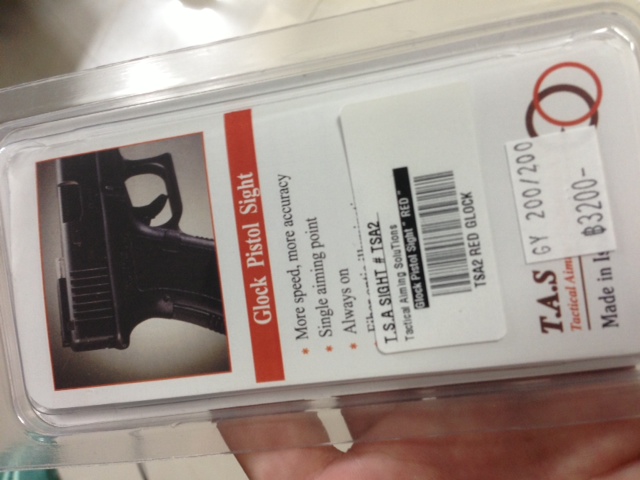 Glock Pistol Sight
• More speed, more accuracy
• Single aiming point
• Always on
T.S.A SIGHT # TSA2
Tactical Aiming Solutions
Glock Pistol Sight " RED "
TSA2 RED GLOCK
GY 200/200
฿3200-
T.A.S
Tactical Aimi
Made in I